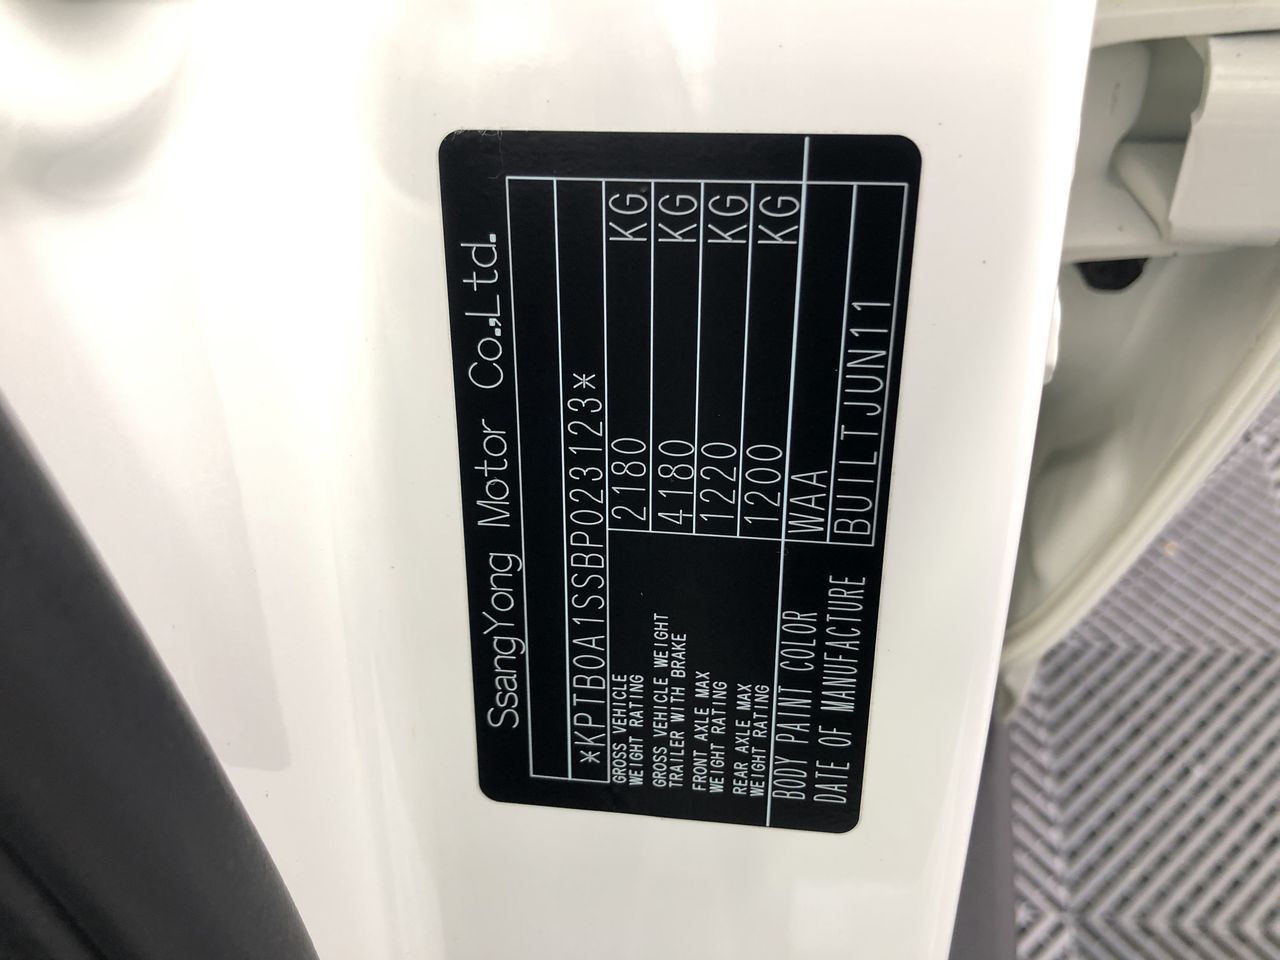 SsangYong Motor Co.,Ltd.
*KPTB0A1SSBP023123*
GROSS VEHICLE WEIGHT RATING 2180 KG
GROSS VEHICLE WEIGHT TRAILER WITH BRAKE 4180 KG
FRONT AXLE MAX WEIGHT RATING 1220 KG
REAR AXLE MAX WEIGHT RATING 1200 KG
BODY PAINT COLOR WAA
DATE OF MANUFACTURE BUILTJUN11